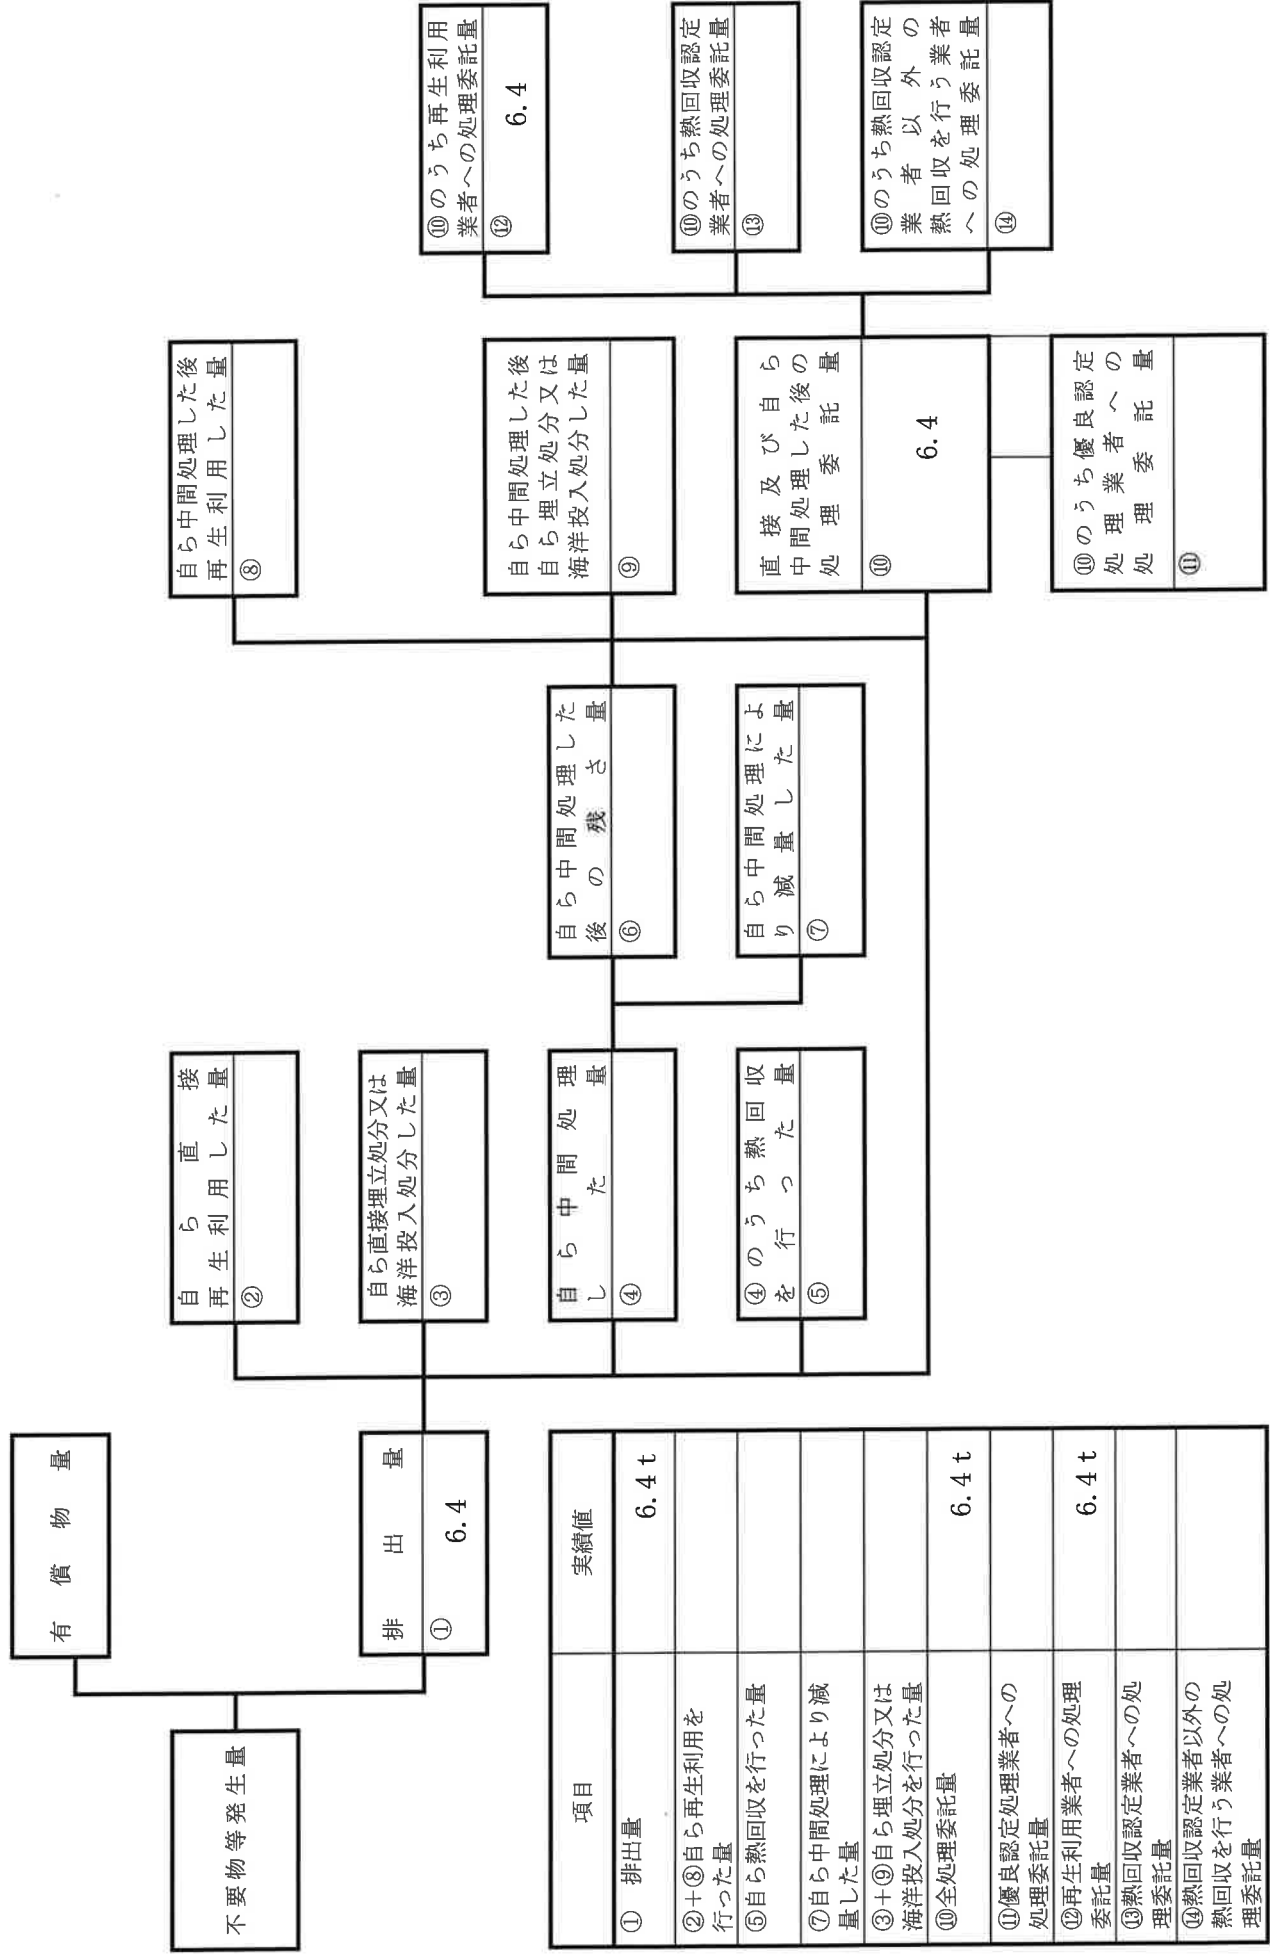 不要物等発生量
有償物量
排出量
① 6.4
自ら直接
再生利用した量
②
自ら直接埋立処分又は
海洋投入処分した量
③
自ら中間処理
した量
④
④のうち熱回収
を行った量
⑤
自ら中間処理した
後の残さ量
⑥
自ら中間処理によ
り減量した量
⑦
自ら中間処理した後
再生利用した量
⑧
自ら中間処理した後
自ら埋立処分又は
海洋投入処分した量
⑨
直接及び自ら
中間処理した後の
処理委託量
⑩ 6.4
⑩のうち優良認定
処理業者への
処理委託量
⑪
⑩のうち再生利用
業者への処理委託量
⑫ 6.4
⑩のうち熱回収認定
業者への処理委託量
⑬
⑩のうち熱回収認定
業者以外の
熱回収を行う業者
への処理委託量
⑭
項目 実績値
① 排出量 6.4t
②+⑧自ら再生利用を
行った量
⑤自ら熱回収を行った量
⑦自ら中間処理により減
量した量
③+⑨自ら埋立処分又は
海洋投入処分を行った量
⑩全処理委託量 6.4t
⑪優良認定処理業者への
処理委託量
⑫再生利用業者への処理
委託量 6.4t
⑬熱回収認定業者への処
理委託量
⑭熱回収認定業者以外の
熱回収を行う業者への処
理委託量